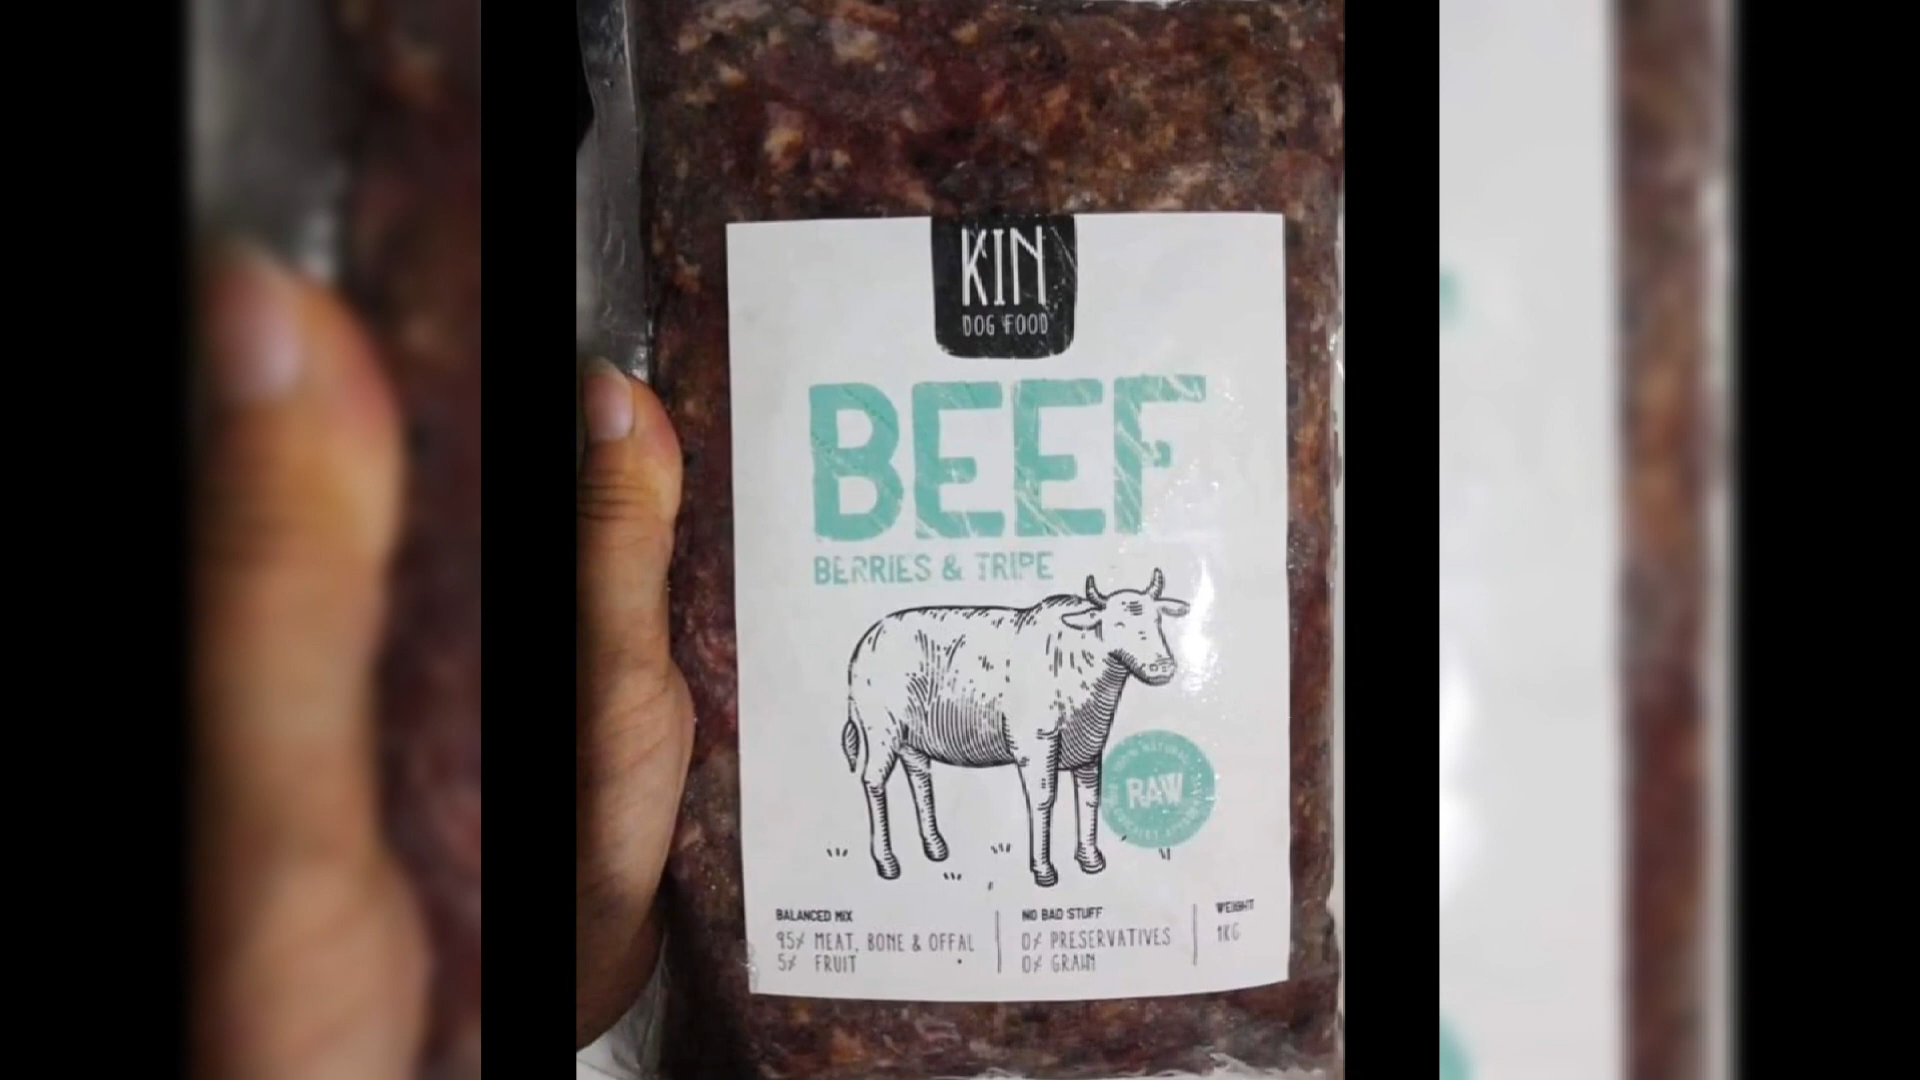 KIN
DOG FOOD
BEEF
BERRIES & TRIPE
RAW
BALANCED MIX
95% MEAT, BONE & OFFAL
5% FRUIT
NO BAD STUFF
0% PRESERVATIVES
0% GRAIN
WEIGHT
1KG